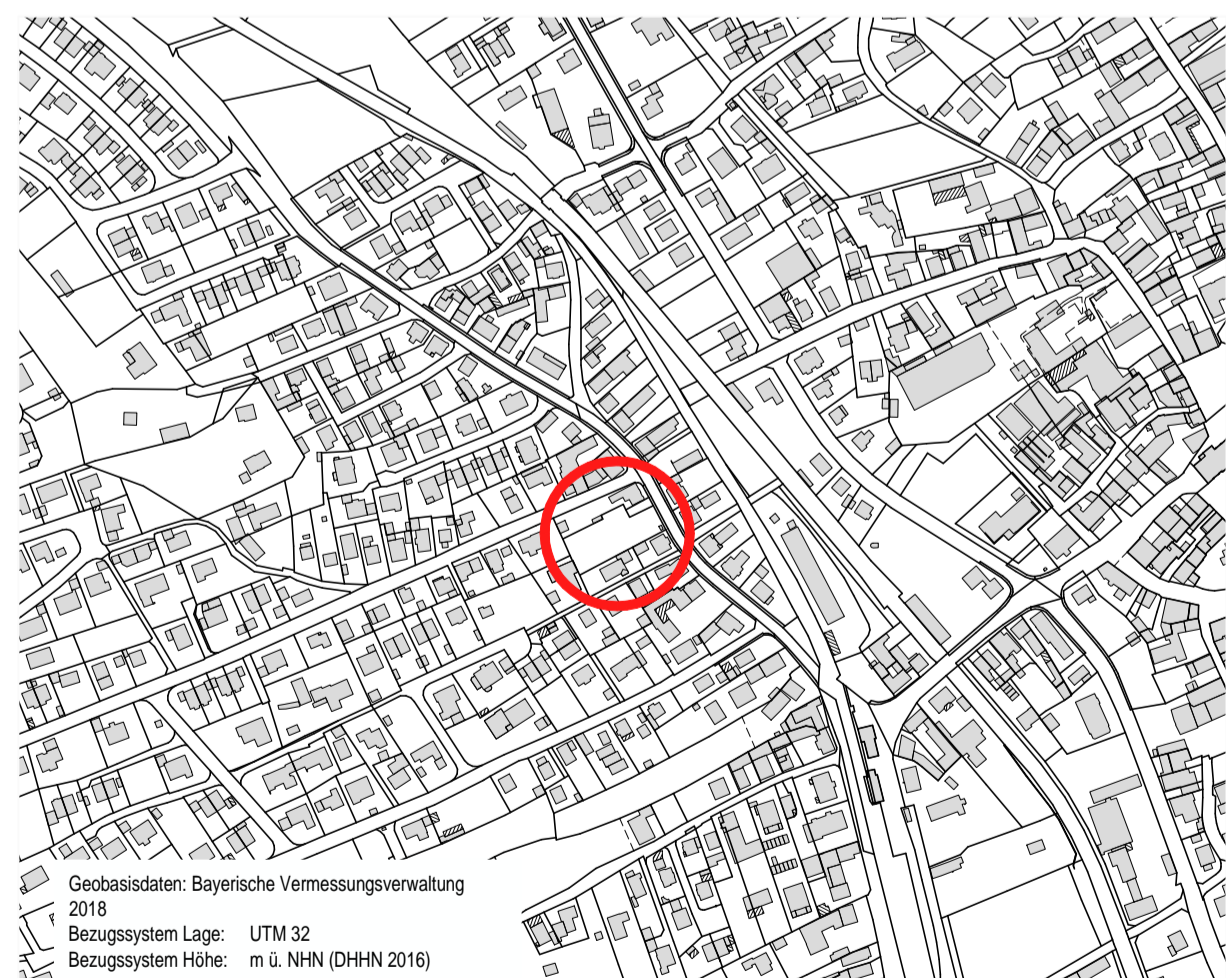 Geobasisdaten: Bayerische Vermessungsverwaltung
2018
Bezugssystem Lage: UTM 32
Bezugssystem Höhe: m ü. NHN (DHHN 2016)